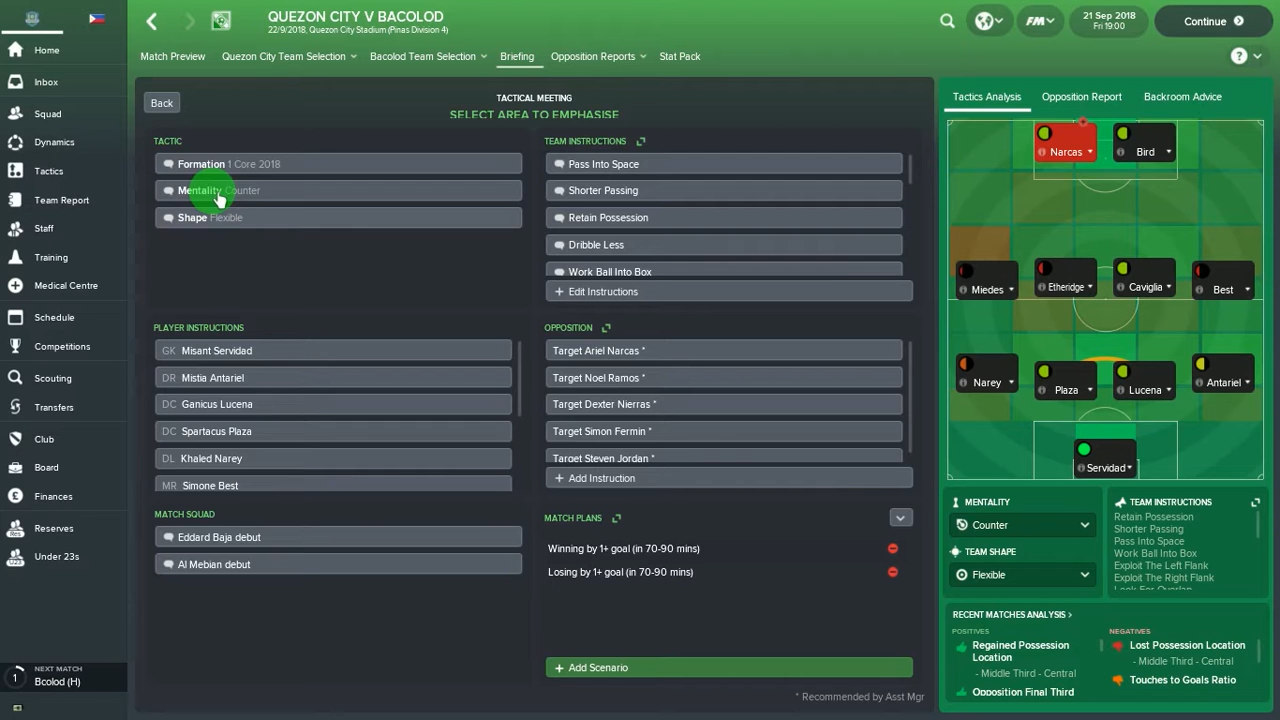 QUEZON CITY V BACOLOD
22/9/2018, Quezon City Stadium (Pinas Division 4)
FM
21 Sep 2018
Fri 19:00
Continue
Home
Inbox
Squad
Dynamics
Tactics
Team Report
Staff
Training
Medical Centre
Schedule
Competitions
Scouting
Transfers
Club
Board
Finances
Res
Reserves
Under 23s
NEXT MATCH
1
Bcolod (H)
Match Preview
Quezon City Team Selection
Bacolod Team Selection
Briefing
Opposition Reports
Stat Pack
?
Back
TACTICAL MEETING
SELECT AREA TO EMPHASISE
TACTIC
Formation 1 Core 2018
Mentality Counter
Shape Flexible
TEAM INSTRUCTIONS
Pass Into Space
Shorter Passing
Retain Possession
Dribble Less
Work Ball Into Box
+ Edit Instructions
PLAYER INSTRUCTIONS
GK Misant Servidad
DR Mistia Antariel
DC Ganicus Lucena
DC Spartacus Plaza
DL Khaled Narey
MR Simone Best
OPPOSITION
Target Ariel Narcas *
Target Noel Ramos *
Target Dexter Nierras *
Target Simon Fermin *
Target Steven Jordan *
+ Add Instruction
MATCH SQUAD
Eddard Baja debut
Al Mebian debut
MATCH PLANS
Winning by 1+ goal (in 70-90 mins)
Losing by 1+ goal (in 70-90 mins)
+ Add Scenario
* Recommended by Asst Mgr
Tactics Analysis
Opposition Report
Backroom Advice
Narcas
Bird
Miedes
Etheridge
Caviglia
Best
Narey
Plaza
Lucena
Antariel
Servidad
MENTALITY
Counter
TEAM SHAPE
Flexible
TEAM INSTRUCTIONS
Retain Possession
Shorter Passing
Pass Into Space
Work Ball Into Box
Exploit The Left Flank
Exploit The Right Flank
Look For Overlap
RECENT MATCHES ANALYSIS >
POSITIVES
Regained Possession
Location
- Middle Third - Central
Opposition Final Third
NEGATIVES
Lost Possession Location
- Middle Third - Central
Touches to Goals Ratio